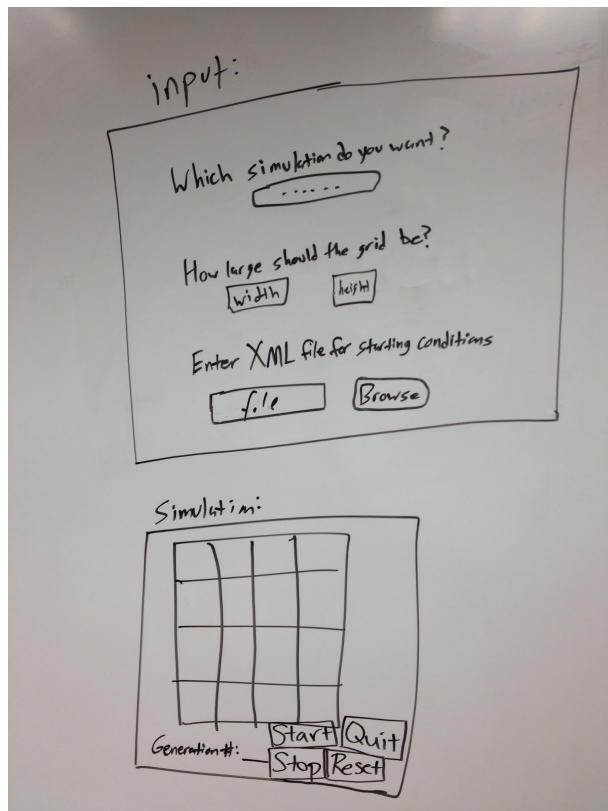 input:
Which simulation do you want?
......
How large should the grid be?
width height
Enter XML file for starting conditions
file Browse
Simulation:
Start Quit
Generation#: Stop Reset